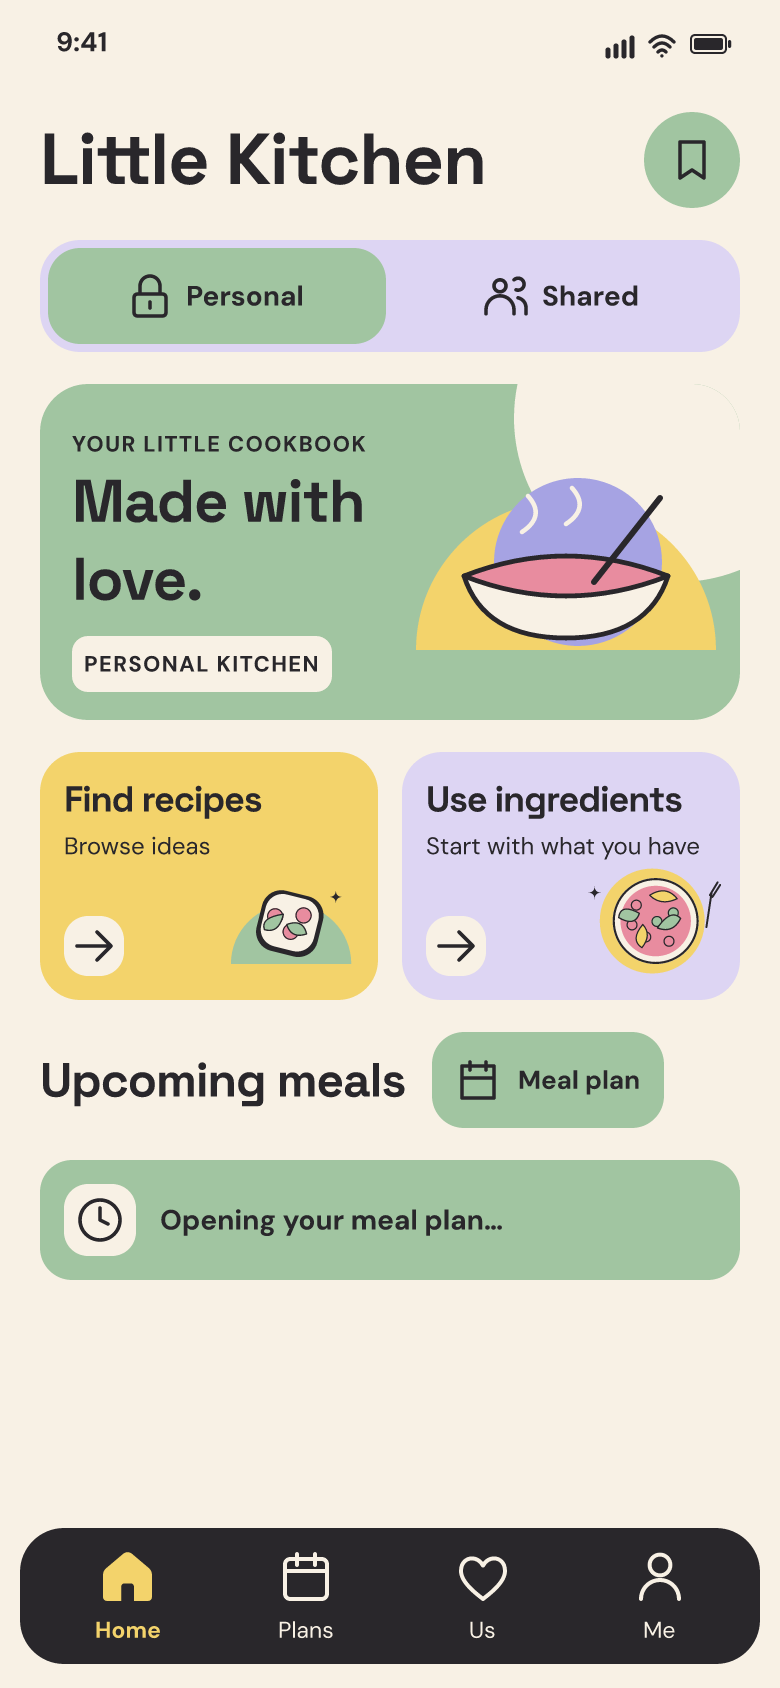 9:41
Little Kitchen
Personal
Shared
YOUR LITTLE COOKBOOK
Made with
love.
PERSONAL KITCHEN
Find recipes
Browse ideas
Use ingredients
Start with what you have
Upcoming meals
Meal plan
Opening your meal plan…
Home
Plans
Us
Me